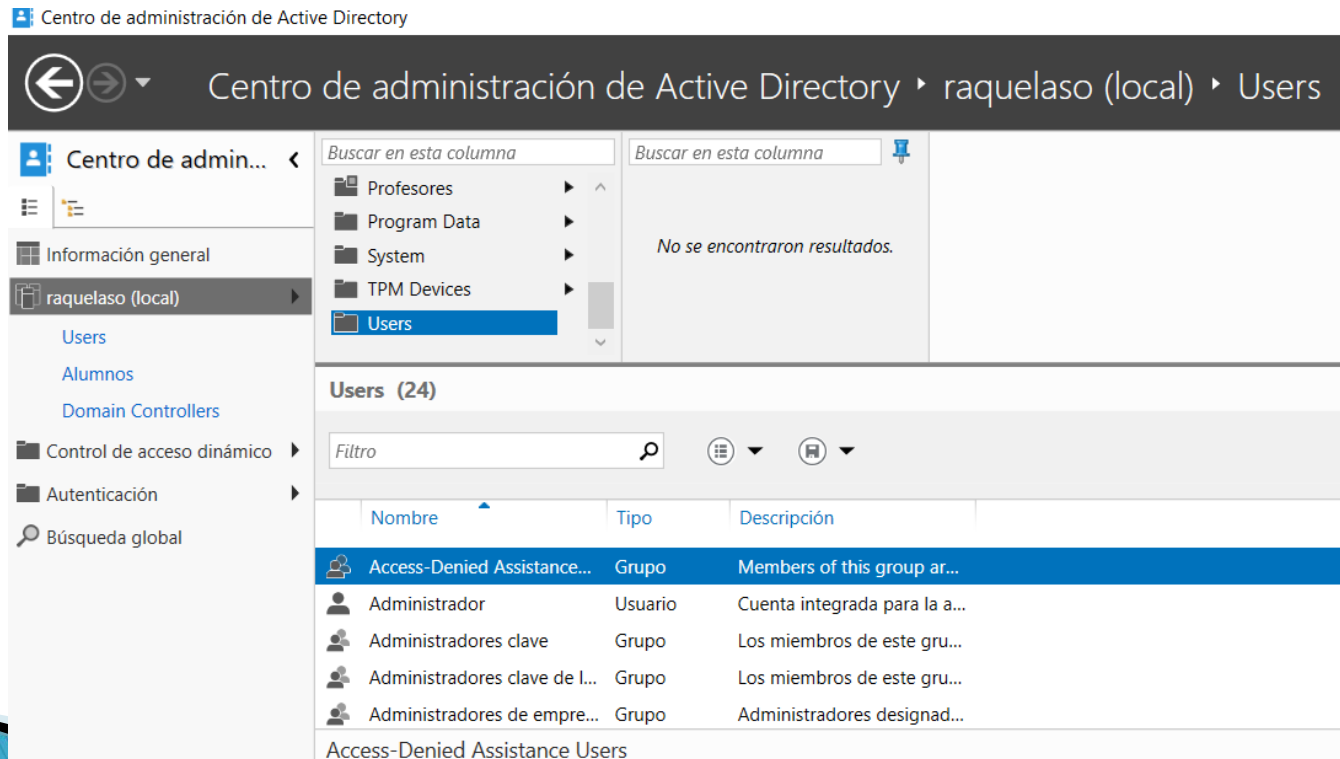 Centro de administración de Active Directory
Centro de administración de Active Directory ‣ raquelaso (local) ‣ Users
Centro de admin...
Información general
raquelaso (local)
Users
Alumnos
Domain Controllers
Control de acceso dinámico
Autenticación
Búsqueda global
Buscar en esta columna
Profesores
Program Data
System
TPM Devices
Users
Buscar en esta columna
No se encontraron resultados.
Users (24)
Filtro
Nombre Tipo Descripción
Access-Denied Assistance... Grupo Members of this group ar...
Administrador Usuario Cuenta integrada para la a...
Administradores clave Grupo Los miembros de este gru...
Administradores clave de l... Grupo Los miembros de este gru...
Administradores de empre... Grupo Administradores designad...
Access-Denied Assistance Users